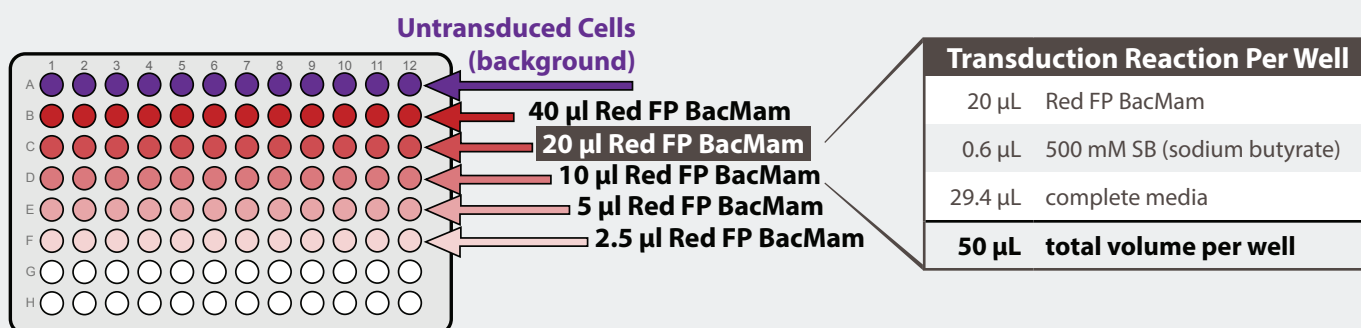 Untransduced Cells
(background)
1 2 3 4 5 6 7 8 9 10 11 12
A
B
C
D
E
F
G
H
40 µl Red FP BacMam
20 µl Red FP BacMam
10 µl Red FP BacMam
5 µl Red FP BacMam
2.5 µl Red FP BacMam
Transduction Reaction Per Well
20 µL Red FP BacMam
0.6 µL 500 mM SB (sodium butyrate)
29.4 µL complete media
50 µL total volume per well